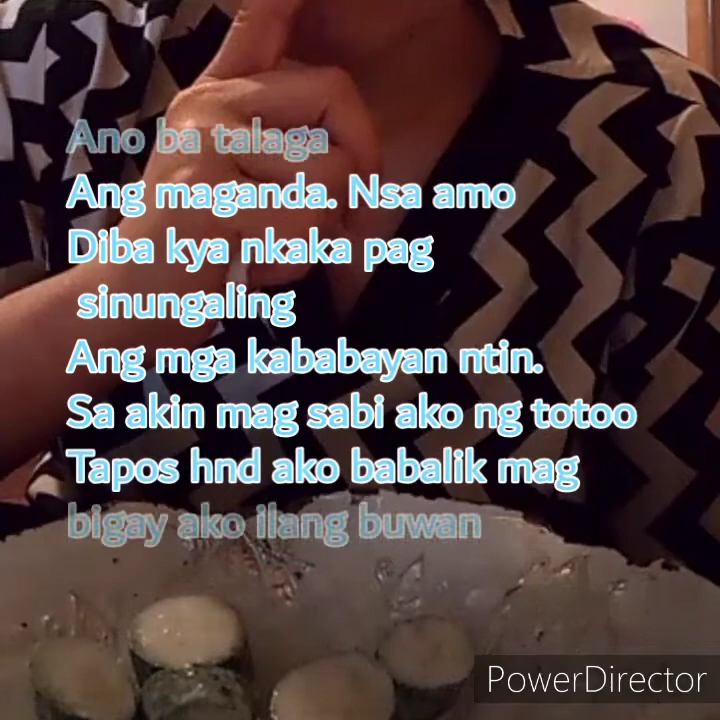 Ano ba talaga
Ang maganda. Nsa amo
Diba kya nkaka pag
sinungaling
Ang mga kababayan ntin.
Sa akin mag sabi ako ng totoo
Tapos hnd ako babalik mag
bigay ako ilang buwan
PowerDirector